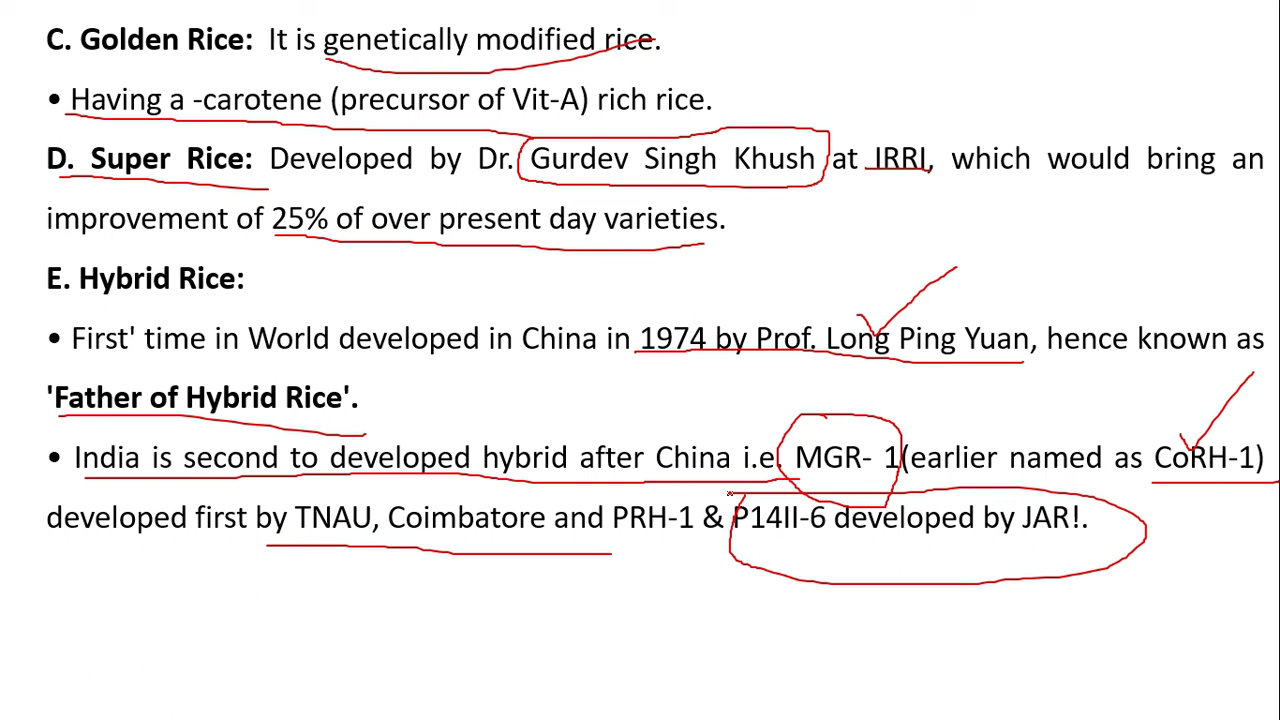 C. Golden Rice: It is genetically modified rice.
• Having a -carotene (precursor of Vit-A) rich rice.
D. Super Rice: Developed by Dr. Gurdev Singh Khush at IRRI, which would bring an
improvement of 25% of over present day varieties.
E. Hybrid Rice:
• First' time in World developed in China in 1974 by Prof. Long Ping Yuan, hence known as
'Father of Hybrid Rice'.
• India is second to developed hybrid after China i.e. MGR- 1(earlier named as CoRH-1)
developed first by TNAU, Coimbatore and PRH-1 & P14II-6 developed by JAR!.